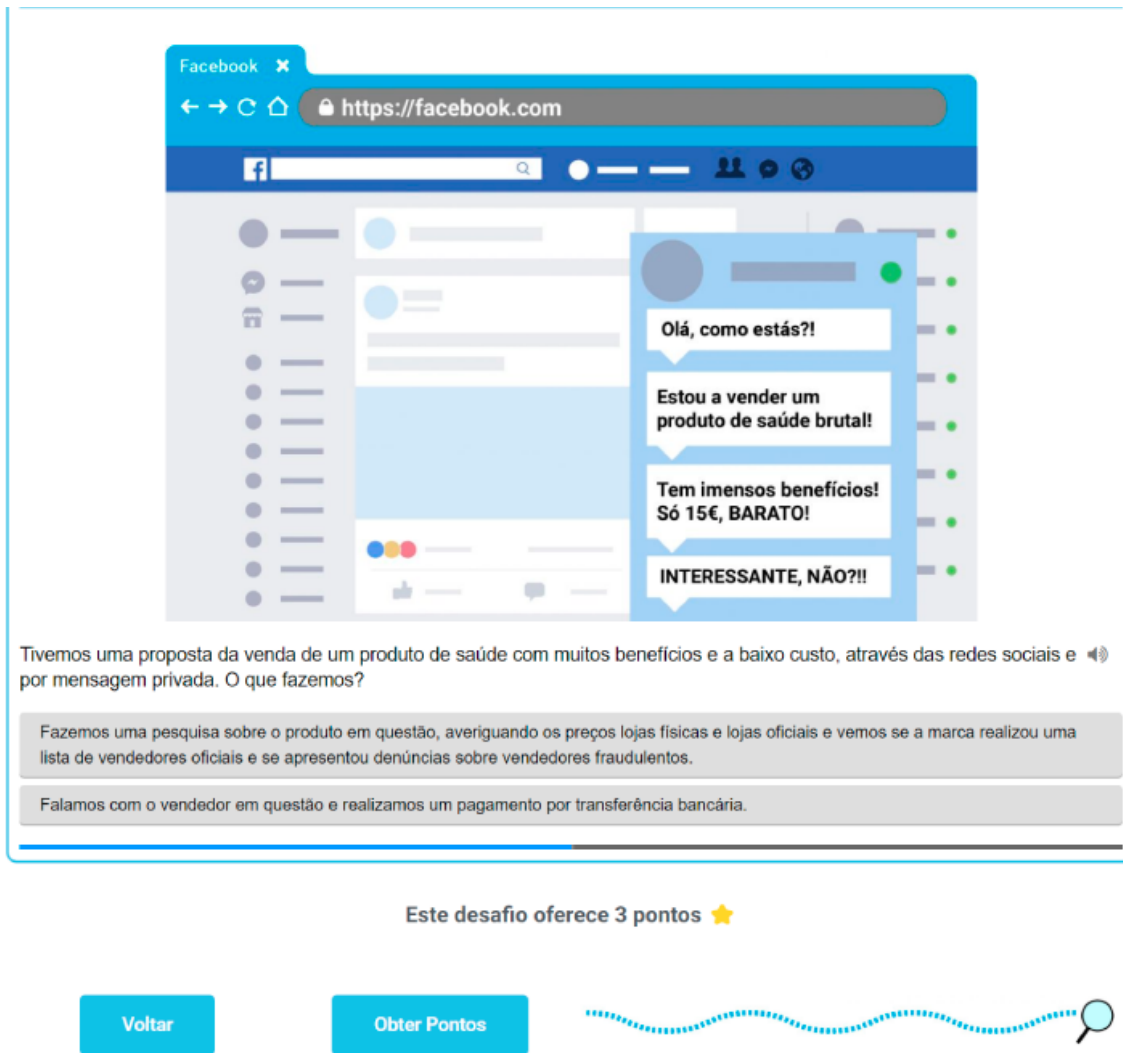 Facebook
https://facebook.com
Olá, como estás?!
Estou a vender um
produto de saúde brutal!
Tem imensos benefícios!
Só 15€, BARATO!
INTERESSANTE, NÃO?!!
Tivemos uma proposta da venda de um produto de saúde com muitos benefícios e a baixo custo, através das redes sociais e
por mensagem privada. O que fazemos?
Fazemos uma pesquisa sobre o produto em questão, averiguando os preços lojas físicas e lojas oficiais e vemos se a marca realizou uma
lista de vendedores oficiais e se apresentou denúncias sobre vendedores fraudulentos.
Falamos com o vendedor em questão e realizamos um pagamento por transferência bancária.
Este desafio oferece 3 pontos
Voltar
Obter Pontos